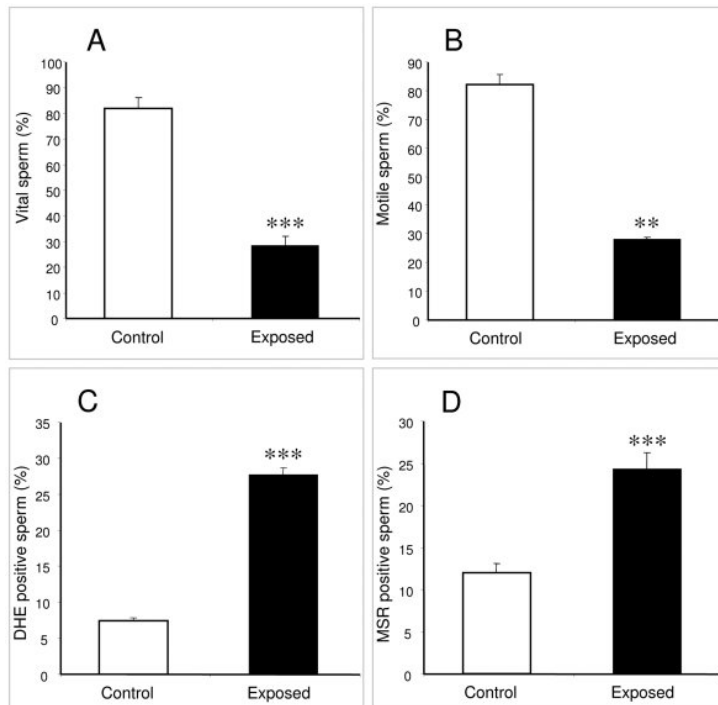 A
Vital sperm (%)
100
90
80
70
60
50
40
30
20
10
0
***
Control
Exposed
B
Motile sperm (%)
90
80
70
60
50
40
30
20
10
0
**
Control
Exposed
C
DHE positive sperm (%)
35
30
25
20
15
10
5
0
***
Control
Exposed
D
MSR positive sperm (%)
30
25
20
15
10
5
0
***
Control
Exposed